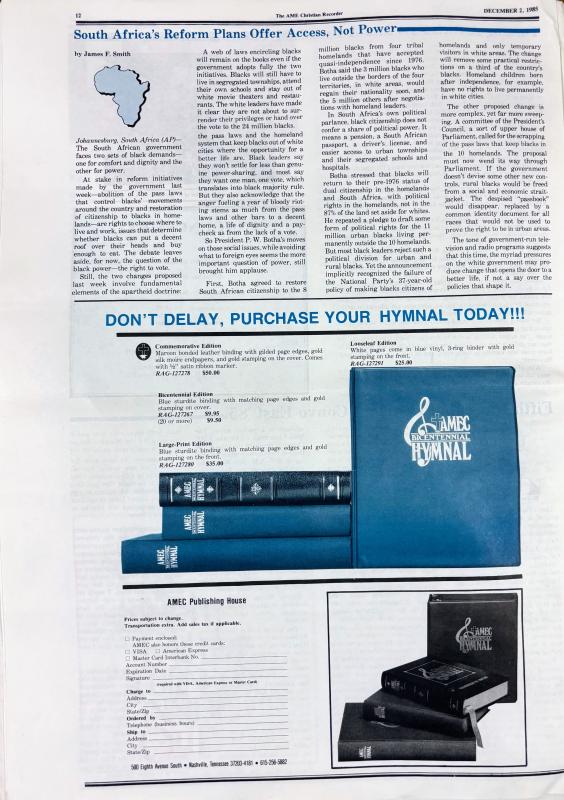 12
The AME Christian Recorder
DECEMBER 2, 1985
South Africa's Reform Plans Offer Access, Not Power
by James F. Smith
Johannesburg, South Africa (AP)—
The South African government
faces two sets of black demands—
one for comfort and dignity and the
other for power.
At stake in reform initiatives
made by the government last
week—abolition of the pass laws
that control blacks' movements
around the country and restoration
of citizenship to blacks in home-
lands—are rights to choose where to
live and work, issues that determine
whether blacks can put a decent
roof over their heads and buy
enough to eat. The debate leaves
aside, for now, the question of the
black power—the right to vote.
Still, the two changes proposed
last week involve fundamental
elements of the apartheid doctrine:
A web of laws encircling blacks
will remain on the books even if the
government adopts fully the two
initiatives. Blacks will still have to
live in segregated townships, attend
their own schools and stay out of
white movie theaters and restau-
rants. The white leaders have made
it clear they are not about to sur-
render their privileges or hand over
the vote to the 24 million blacks.
the pass laws and the homeland
system that keep blacks out of white
cities where the opportunity for a
better life are. Black leaders say
they won't settle for less than genu-
ine power-sharing, and most say
they want one man, one vote, which
translates into black majority rule.
But they also acknowledge that the
anger fueling a year of bloody riot-
ing stems as much from the pass
laws and other bars to a decent
home, a life of dignity and a pay-
check as from the lack of a vote.
So President P. W. Botha's moves
on those social issues, while avoiding
what to foreign eyes seems the more
important question of power, still
brought him applause.
First, Botha agreed to restore
South African citizenship to the 8
million blacks from four tribal
homelands that have accepted
quasi-independence since 1976.
Botha said the 3 million blacks who
live outside the borders of the four
territories, in white areas, would
regain their nationality soon, and
the 5 million others after negotia-
tions with homeland leaders.
In South Africa's own political
parlance, black citizenship does not
confer a share of political power. It
means a pension, a South African
passport, a driver's license, and
easier access to urban townships
and their segregated schools and
hospitals.
Botha stressed that blacks will
return to their pre-1976 status of
dual citizenship in the homelands
and South Africa, with political
rights in the homelands, not in the
87% of the land set aside for whites.
He repeated a pledge to draft some
form of political rights for the 11
million urban blacks living per-
manently outside the 10 homelands.
But most black leaders reject such a
political division for urban and
rural blacks. Yet the announcement
implicitly recognized the failure of
the National Party's 37-year-old
policy of making blacks citizens of
homelands and only temporary
visitors in white areas. The change
will remove some practical restric-
tions on a third of the country's
blacks. Homeland children born
after independence, for example,
have no rights to live permanently
in white cities.
The other proposed change is
more complex, yet far more sweep-
ing. A committee of the President's
Council, a sort of upper house of
Parliament, called for the scrapping
of the pass laws that keep blacks in
the 10 homelands. The proposal
must now wend its way through
Parliament. If the government
doesn't devise some other new con-
trols, rural blacks would be freed
from a social and economic strait-
jacket. The despised "passbook"
would disappear, replaced by a
common identity document for all
races that would not be used to
prove the right to be in urban areas.
The tone of government-run tele-
vision and radio programs suggests
that this time, the myriad pressures
on the white government may pro-
duce change that opens the door to a
better life, if not a say over the
policies that shape it.
DON'T DELAY, PURCHASE YOUR HYMNAL TODAY!!!
Commemorative Edition
Maroon bonded leather binding with gilded page edges, gold
silk moire endpapers, and gold stamping on the cover. Comes
with ½" satin ribbon marker.
RAG-127278 $50.00
Looseleaf Edition
White pages come in blue vinyl, 3-ring binder with gold
stamping on the front.
RAG-127291 $25.00
Bicentennial Edition
Blue sturdite binding with matching page edges and gold
stamping on cover.
RAG-127267 $9.95
(20 or more) $9.50
Large-Print Edition
Blue sturdite binding with matching page edges and gold
stamping on the front.
RAG-127280 $35.00
AMEC
BICENTENNIAL
HYMNAL
AMEC
BICENTENNIAL
HYMNAL
AMEC
BICENTENNIAL
HYMNAL
AMEC
BICENTENNIAL
HYMNAL
AMEC Publishing House
Prices subject to change.
Transportation extra. Add sales tax if applicable.
□ Payment enclosed:
AMEC also honors these credit cards:
□ VISA □ American Express
□ Master Card Interbank No.
Account Number
Expiration Date
Signature
(required with VISA, American Express or Master Card)
Charge to
Address
City
State/Zip
Ordered by
Telephone (business hours)
Ship to
Address
City
State/Zip
500 Eighth Avenue South • Nashville, Tennessee 37203-4181 • 615-256-5882
AMEC
BICENTENNIAL
HYMNAL
AMEC
HYMNAL